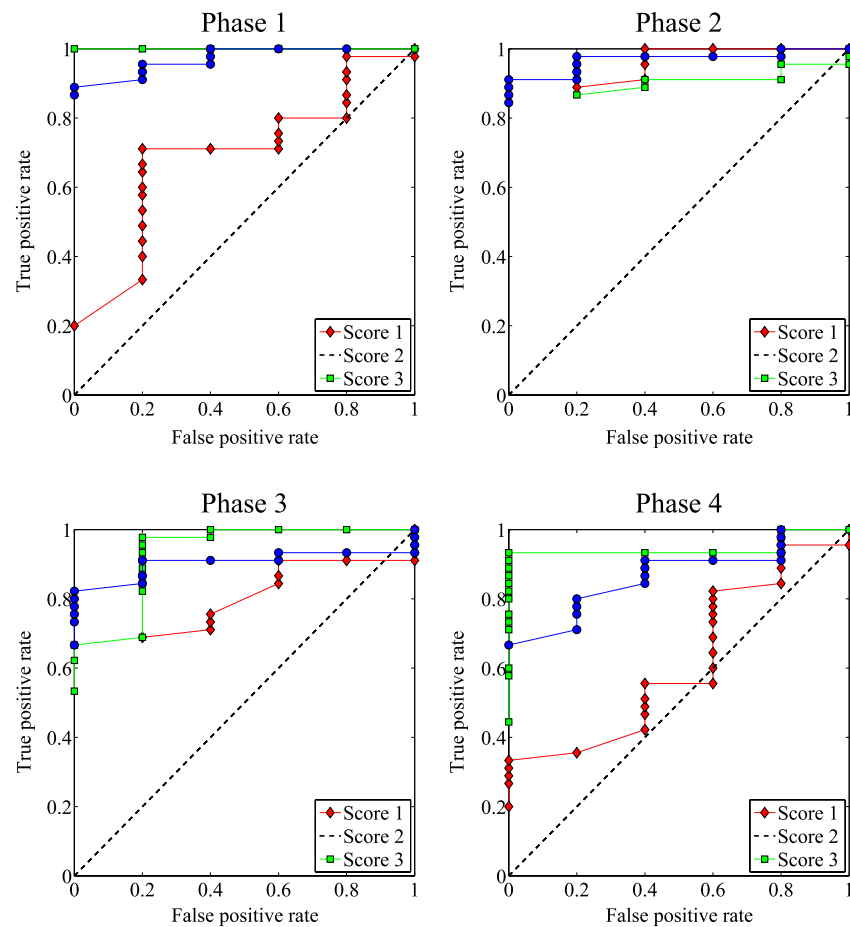 Phase 1
1
0.8
0.6
0.4
0.2
0
0
0.2
0.4
0.6
0.8
1
True positive rate
False positive rate
Score 1
Score 2
Score 3
Phase 2
1
0.8
0.6
0.4
0.2
0
0
0.2
0.4
0.6
0.8
1
True positive rate
False positive rate
Score 1
Score 2
Score 3
Phase 3
1
0.8
0.6
0.4
0.2
0
0
0.2
0.4
0.6
0.8
1
True positive rate
False positive rate
Score 1
Score 2
Score 3
Phase 4
1
0.8
0.6
0.4
0.2
0
0
0.2
0.4
0.6
0.8
1
True positive rate
False positive rate
Score 1
Score 2
Score 3